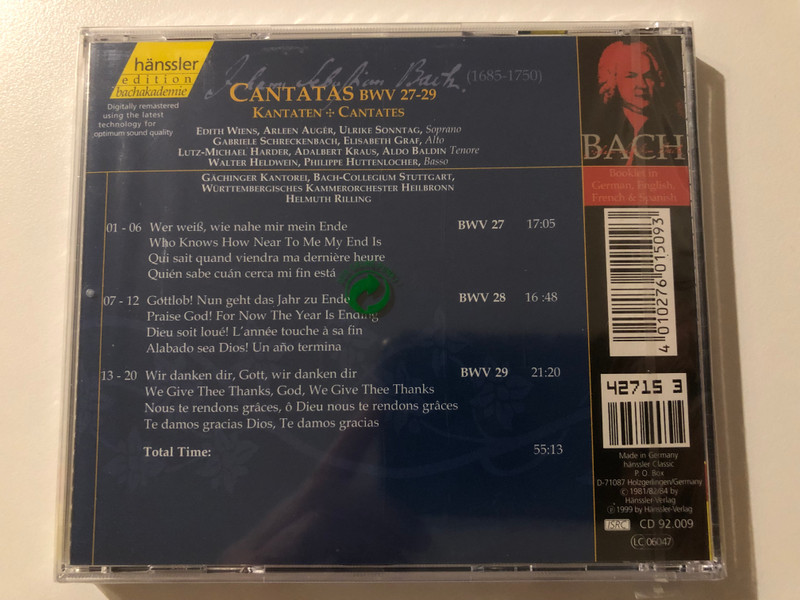 hänssler
edition
bachakademie
Digitally remastered
using the latest
technology for
optimum sound quality
Johann Sebastian Bach. (1685-1750)
CANTATAS BWV 27-29
KANTATEN ✢ CANTATES
EDITH WIENS, ARLEEN AUGÉR, ULRIKE SONNTAG, Soprano
GABRIELE SCHRECKENBACH, ELISABETH GRAF, Alto
LUTZ-MICHAEL HARDER, ADALBERT KRAUS, ALDO BALDIN Tenore
WALTER HELDWEIN, PHILIPPE HUTTENLOCHER, Basso
GÄCHINGER KANTOREI, BACH-COLLEGIUM STUTTGART,
WÜRTTEMBERGISCHES KAMMERORCHESTER HEILBRONN
HELMUTH RILLING
01 - 06 Wer weiß, wie nahe mir mein Ende BWV 27 17:05
Who Knows How Near To Me My End Is
Qui sait quand viendra ma dernière heure
Quién sabe cuán cerca mi fin está
07 - 12 Gottlob! Nun geht das Jahr zu Ende BWV 28 16 :48
Praise God! For Now The Year Is Ending
Dieu soit loué! L'année touche à sa fin
Alabado sea Dios! Un año termina
13 - 20 Wir danken dir, Gott, wir danken dir BWV 29 21:20
We Give Thee Thanks, God, We Give Thee Thanks
Nous te rendons grâces, ô Dieu nous te rendons grâces
Te damos gracias Dios, Te damos gracias
Total Time: 55:13
BACH
Booklet in
German, English,
French & Spanish
4 010276 015093
42715 3
Made in Germany
hänssler Classic
P. O. Box
D-71087 Holzgerlingen/Germany
© 1981/82/84 by
Hänssler-Verlag
℗ 1999 by Hänssler-Verlag
ISRC CD 92.009
LC 06047